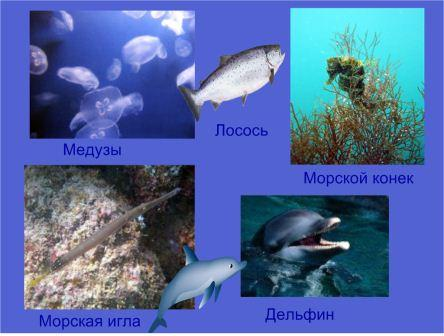 Лосось
Медузы
Морской конек
Морская игла
Дельфин